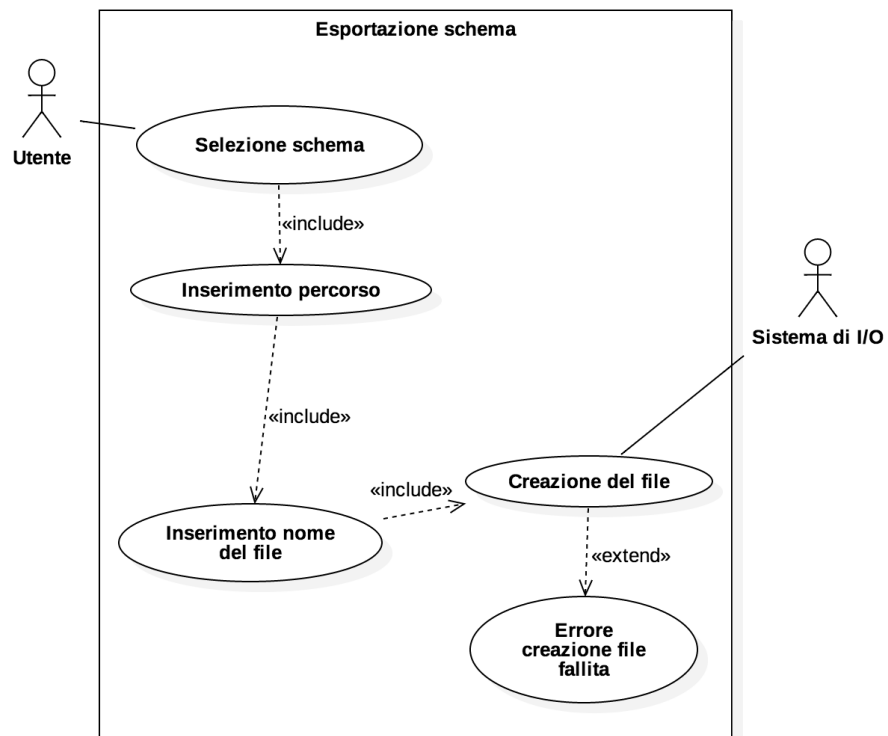 Esportazione schema
Utente
Selezione schema
«include»
Inserimento percorso
Sistema di I/O
«include»
Inserimento nome
del file
«include»
Creazione del file
«extend»
Errore
creazione file
fallita